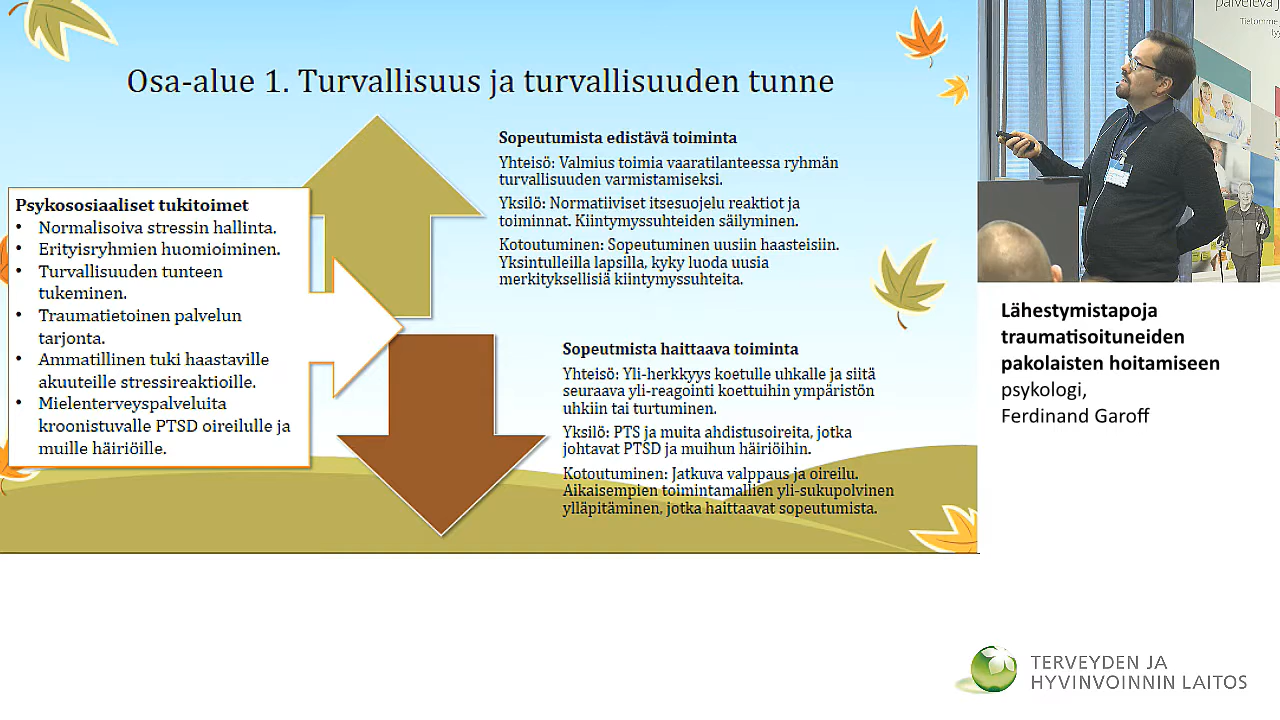 Osa-alue 1. Turvallisuus ja turvallisuuden tunne
Psykososiaaliset tukitoimet
• Normalisoiva stressin hallinta.
• Erityisryhmien huomioiminen.
• Turvallisuuden tunteen
tukeminen.
• Traumatietoinen palvelun
tarjonta.
• Ammatillinen tuki haastaville
akuuteille stressireaktioille.
• Mielenterveyspalveluita
kroonistuvalle PTSD oireilulle ja
muille häiriöille.
Sopeutumista edistävä toiminta
Yhteisö: Valmius toimia vaaratilanteessa ryhmän
turvallisuuden varmistamiseksi.
Yksilö: Normatiiviset itsesuojelu reaktiot ja
toiminnat. Kiintymyssuhteiden säilyminen.
Kotoutuminen: Sopeutuminen uusiin haasteisiin.
Yksintulleilla lapsilla, kyky luoda uusia
merkityksellisiä kiintymyssuhteita.
Sopeutmista haittaava toiminta
Yhteisö: Yli-herkkyys koetulle uhkalle ja siitä
seuraava yli-reagointi koettuihin ympäristön
uhkiin tai turtuminen.
Yksilö: PTS ja muita ahdistusoireita, jotka
johtavat PTSD ja muihun häiriöihin.
Kotoutuminen: Jatkuva valppaus ja oireilu.
Aikaisempien toimintamallien yli-sukupolvinen
ylläpitäminen, jotka haittaavat sopeutumista.
palveleva
Tietomme
Lähestymistapoja
traumatisoituneiden
pakolaisten hoitamiseen
psykologi,
Ferdinand Garoff
TERVEYDEN JA
HYVINVOINNIN LAITOS